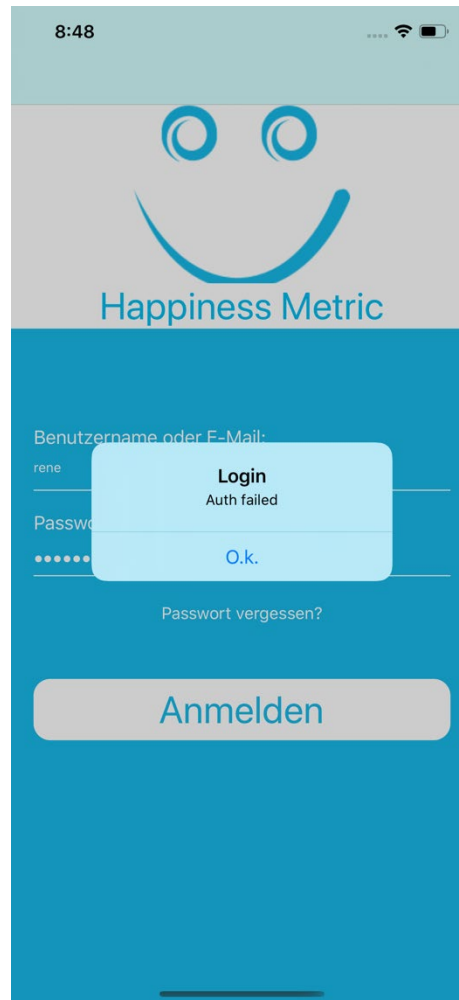 8:48
Happiness Metric
Benutzername oder E-Mail:
rene
Login
Auth failed
O.k.
Passwort vergessen?
Anmelden